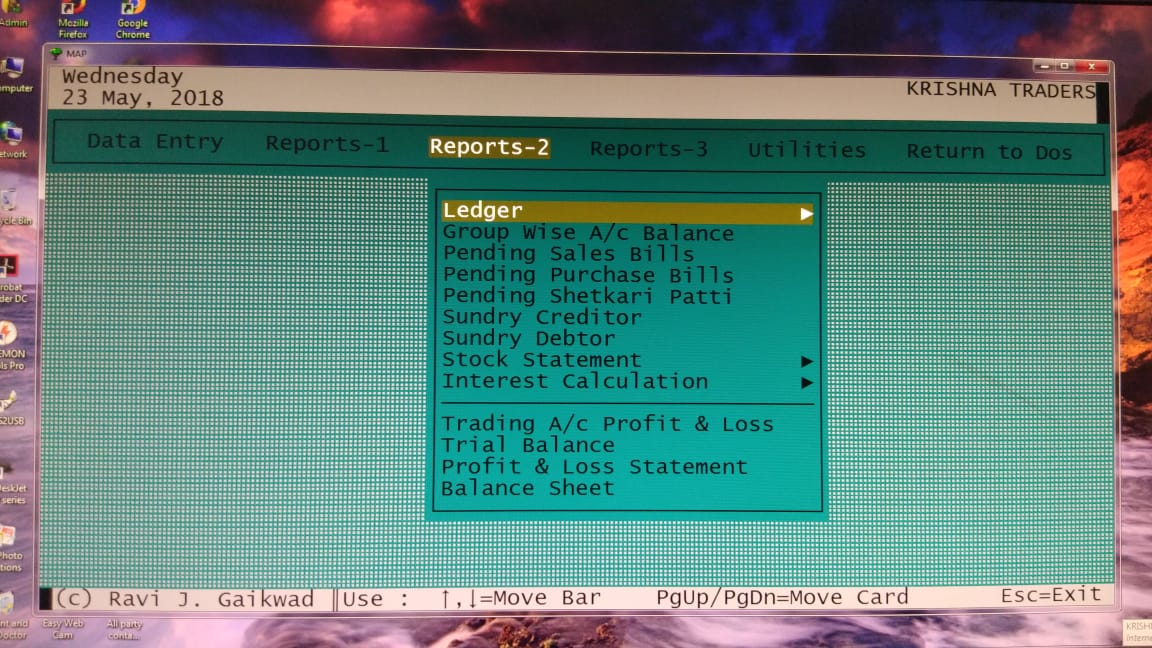 Admin
Mozilla
Firefox
Google
Chrome
MAP
Wednesday
23 May, 2018
KRISHNA TRADERS
Data Entry Reports-1 Reports-2 Reports-3 Utilities Return to Dos
Ledger
Group Wise A/c Balance
Pending Sales Bills
Pending Purchase Bills
Pending Shetkari Patti
Sundry Creditor
Sundry Debtor
Stock Statement
Interest Calculation
Trading A/c Profit & Loss
Trial Balance
Profit & Loss Statement
Balance Sheet
(c) Ravi J. Gaikwad Use : ↑,↓=Move Bar PgUp/PgDn=Move Card Esc=Exit
omputer
etwork
ycle Bin
robat
der DC
EMON
ls Pro
2USB
eskJet
series
Photo
tions
nt and
Doctor
Easy Web
Cam
All party
conta...
KRISH
interne